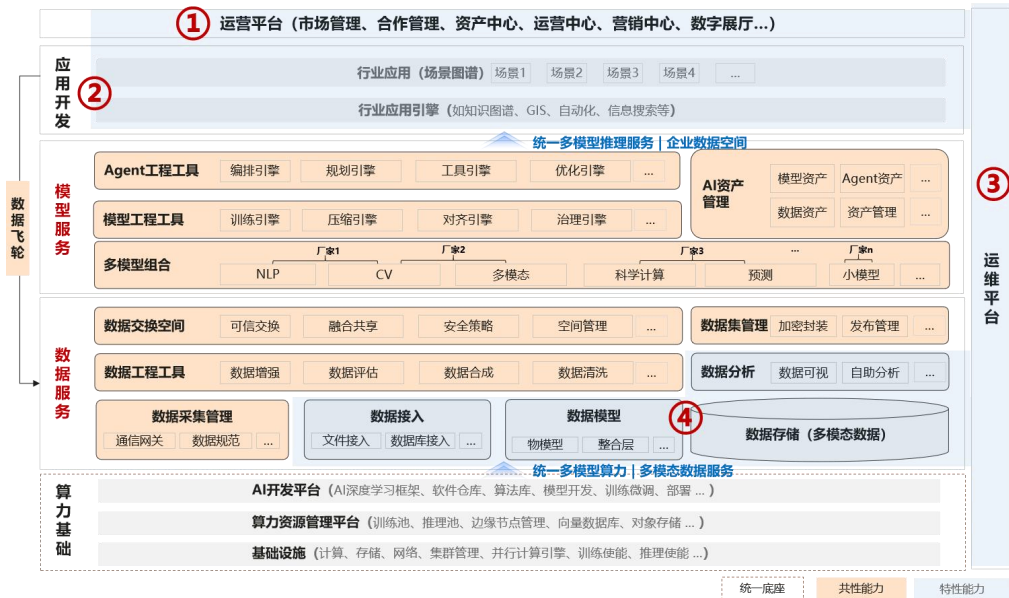 ① 运营平台（市场管理、合作管理、资产中心、运营中心、营销中心、数字展厅...）
应用开发
②
行业应用（场景图谱） 场景1 场景2 场景3 场景4 ...
行业应用引擎（如知识图谱、GIS、自动化、信息搜索等）
统一多模型推理服务 | 企业数据空间
数据飞轮
模型服务
Agent工程工具 编排引擎 规划引擎 工具引擎 优化引擎 ...
模型工程工具 训练引擎 压缩引擎 对齐引擎 治理引擎 ...
AI资产管理 模型资产 Agent资产 ...
数据资产 资产管理 ...
厂家1 厂家2 厂家3 ... 厂家n
多模型组合 NLP CV 多模态 科学计算 预测 小模型 ...
③
运维平台
数据服务
数据交换空间 可信交换 融合共享 安全策略 空间管理 ...
数据集管理 加密封装 发布管理 ...
数据工程工具 数据增强 数据评估 数据合成 数据清洗 ...
数据分析 数据可视 自助分析 ...
数据采集管理
通信网关 数据规范 ...
数据接入
文件接入 数据库接入 ...
数据模型
④
物模型 整合层 ...
数据存储（多模态数据）
统一多模型算力 | 多模态数据服务
算力基础
AI开发平台（AI深度学习框架、软件仓库、算法库、模型开发、训练微调、部署 ... ）
算力资源管理平台（训练池、推理池、边缘节点管理、向量数据库、对象存储 ... ）
基础设施（计算、存储、网络、集群管理、并行计算引擎、训练使能、推理使能 ...）
统一底座 共性能力 特性能力